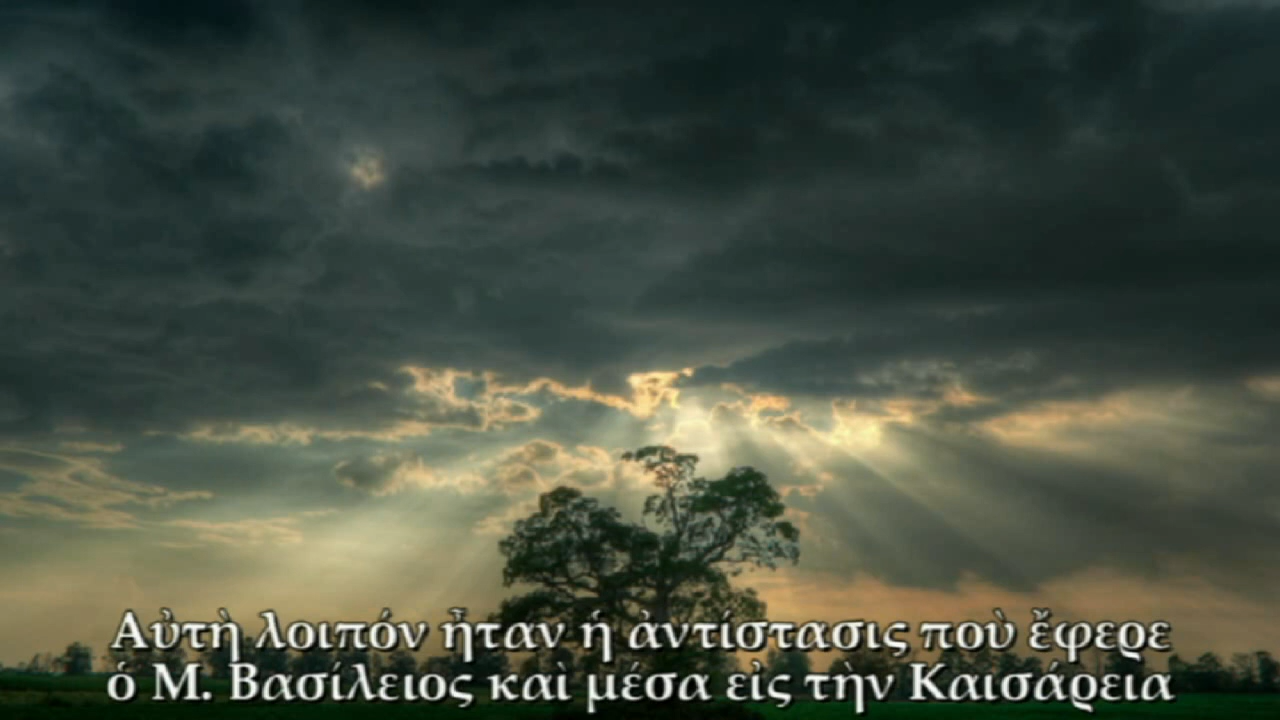 Αὐτὴ λοιπόν ἦταν ἡ ἀντίστασις ποὺ ἔφερε
ὁ Μ. Βασίλειος καὶ μέσα εἰς τὴν Καισάρεια